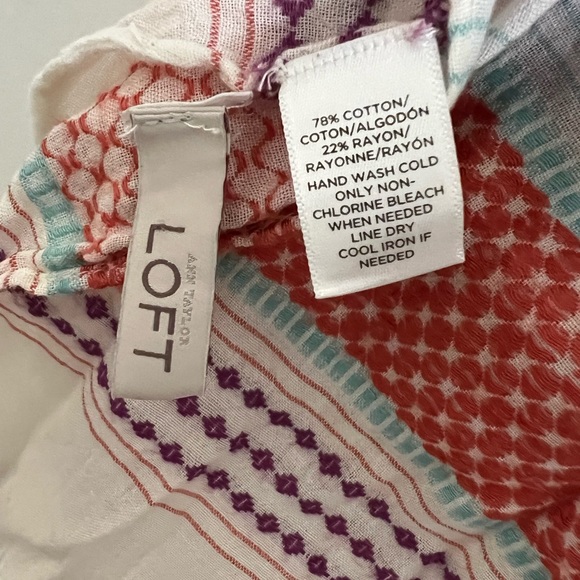 78% COTTON/
COTON/ALGODÓN
22% RAYON/
RAYONNE/RAYÓN
HAND WASH COLD
ONLY NON-
CHLORINE BLEACH
WHEN NEEDED
LINE DRY
COOL IRON IF
NEEDED
ANN TAYLOR
LOFT